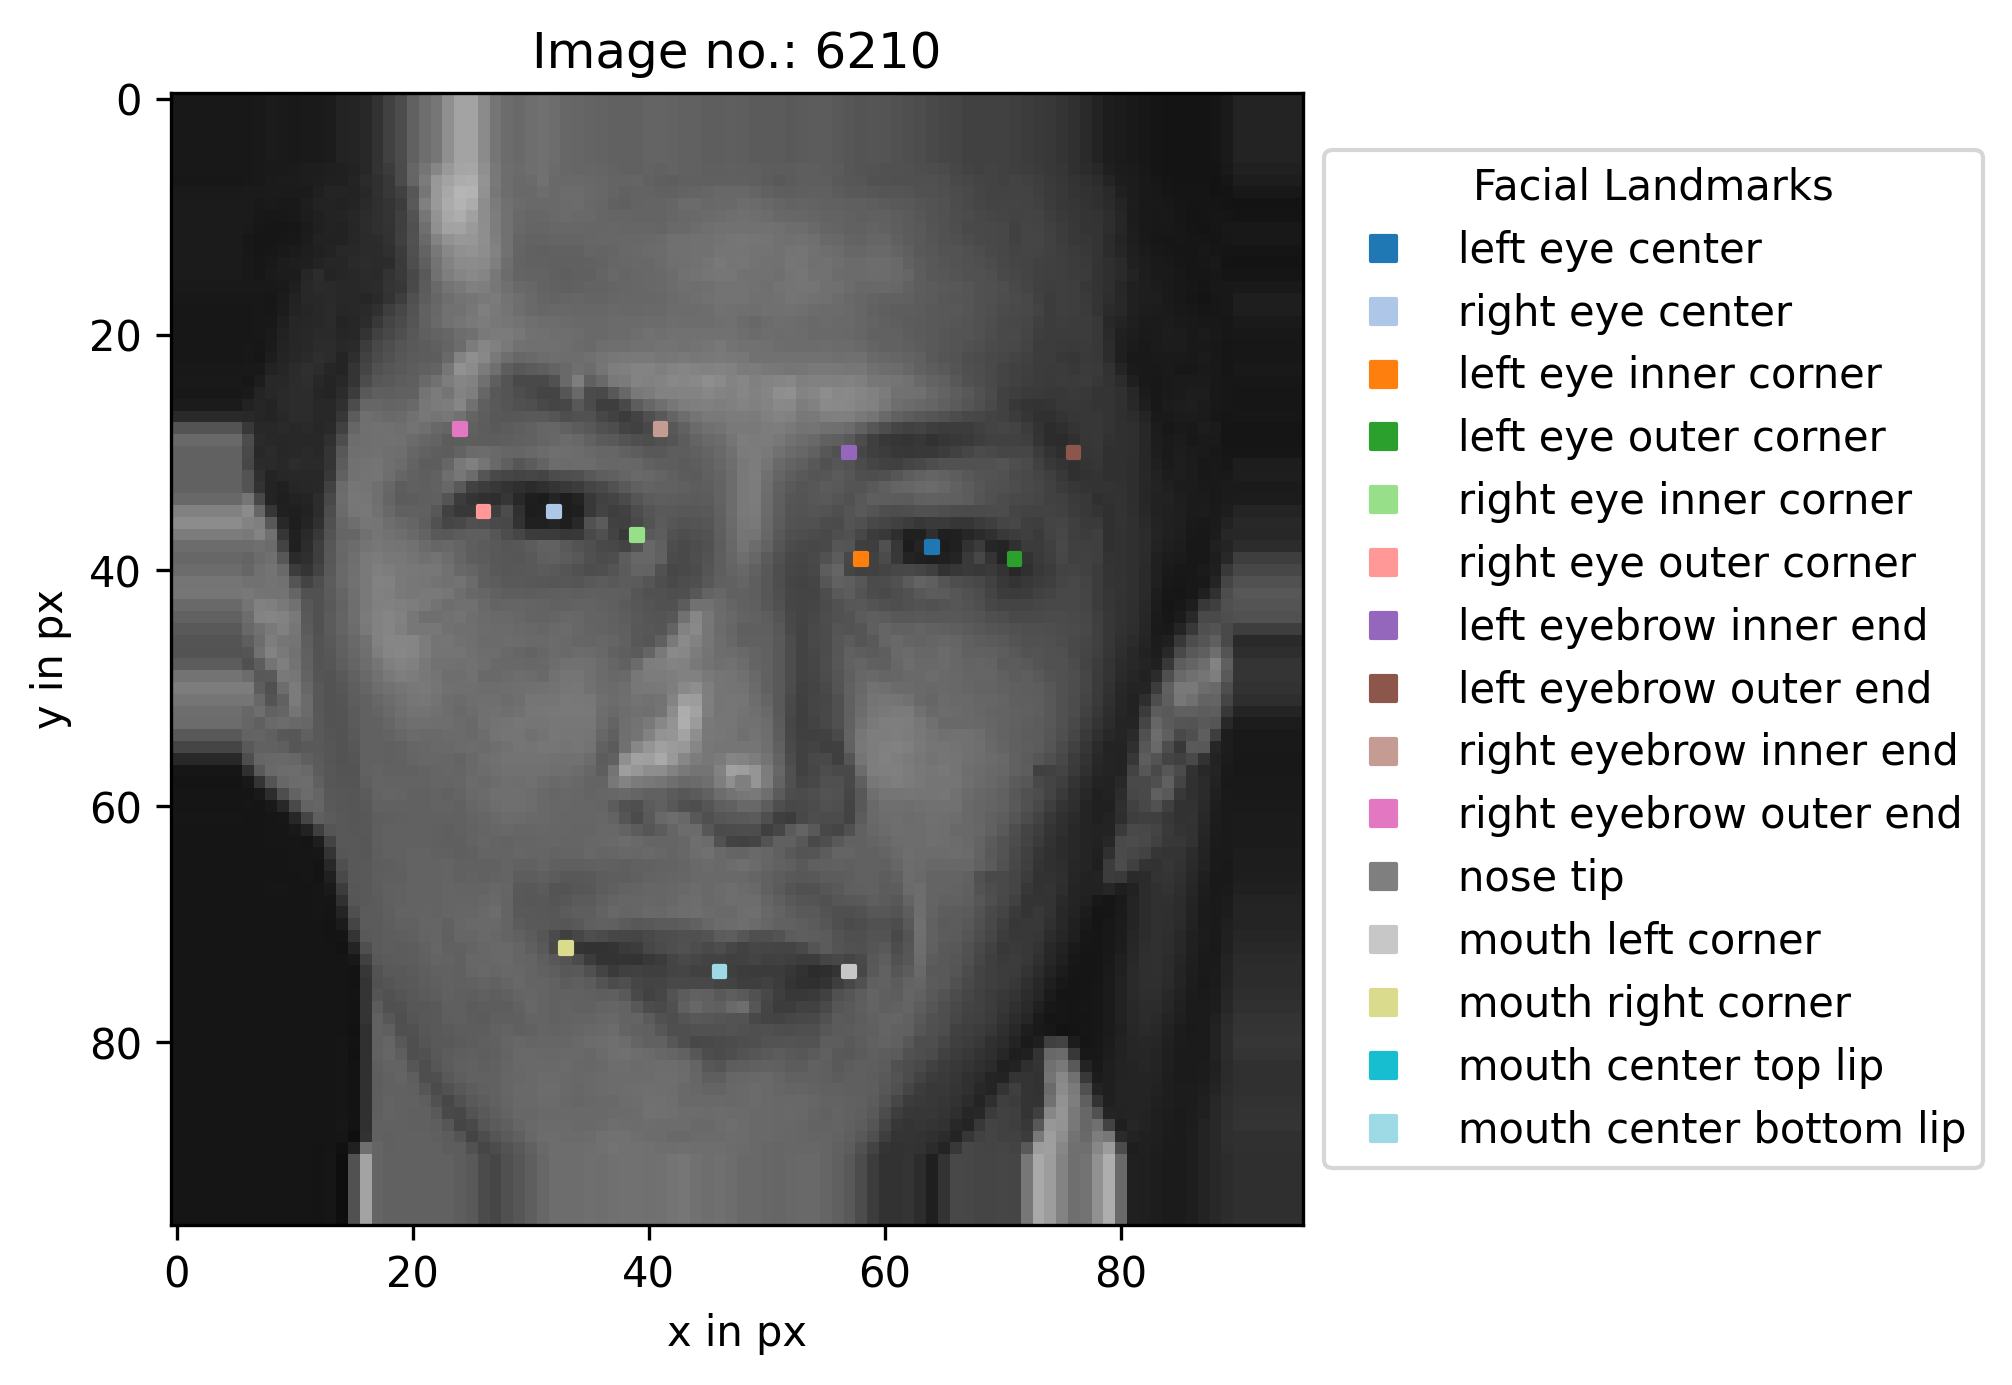 Image no.: 6210
0
20
40
60
80
y in px
0
20
40
60
80
x in px
Facial Landmarks
left eye center
right eye center
left eye inner corner
left eye outer corner
right eye inner corner
right eye outer corner
left eyebrow inner end
left eyebrow outer end
right eyebrow inner end
right eyebrow outer end
nose tip
mouth left corner
mouth right corner
mouth center top lip
mouth center bottom lip